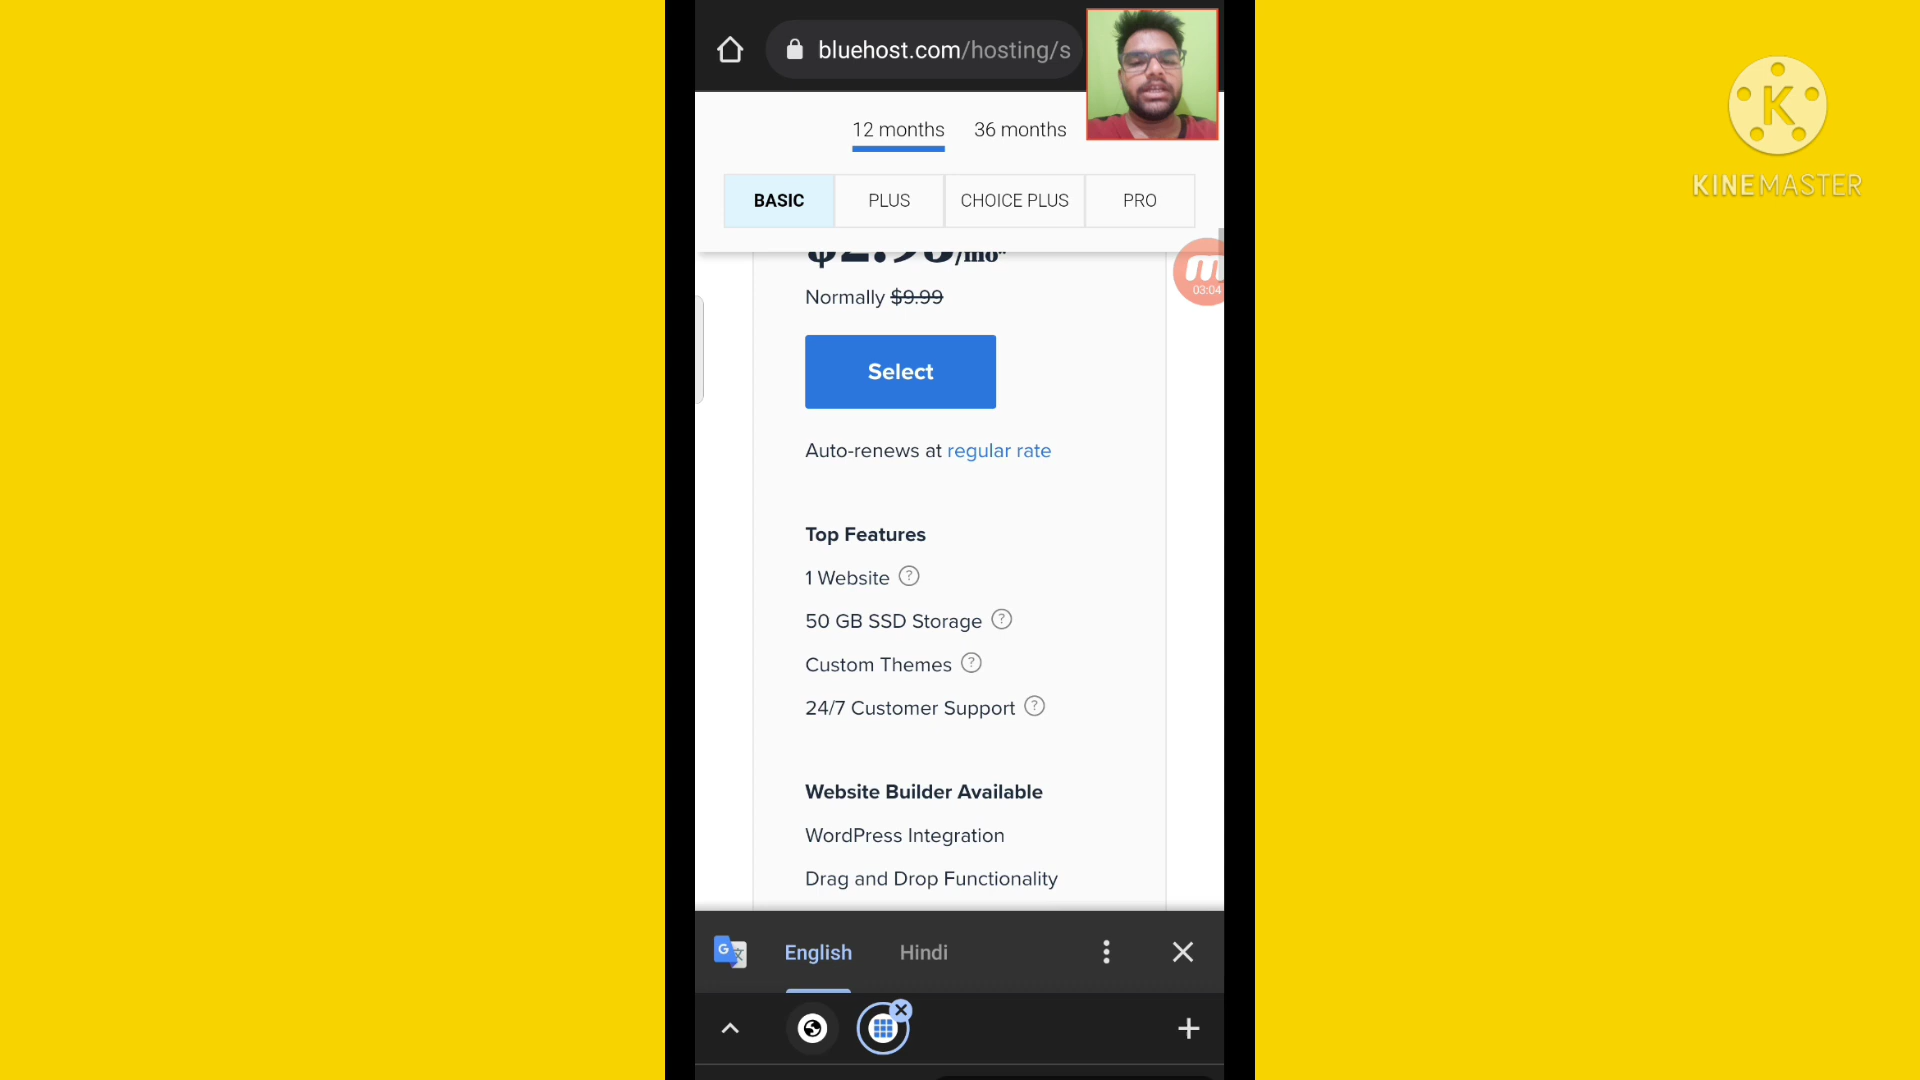 bluehost.com/hosting/s
12 months 36 months
BASIC PLUS CHOICE PLUS PRO
/mo*
Normally $9.99
Select
Auto-renews at regular rate
Top Features
1 Website ?
50 GB SSD Storage ?
Custom Themes ?
24/7 Customer Support ?
Website Builder Available
WordPress Integration
Drag and Drop Functionality
G English Hindi
K
KINEMASTER
m
03:04